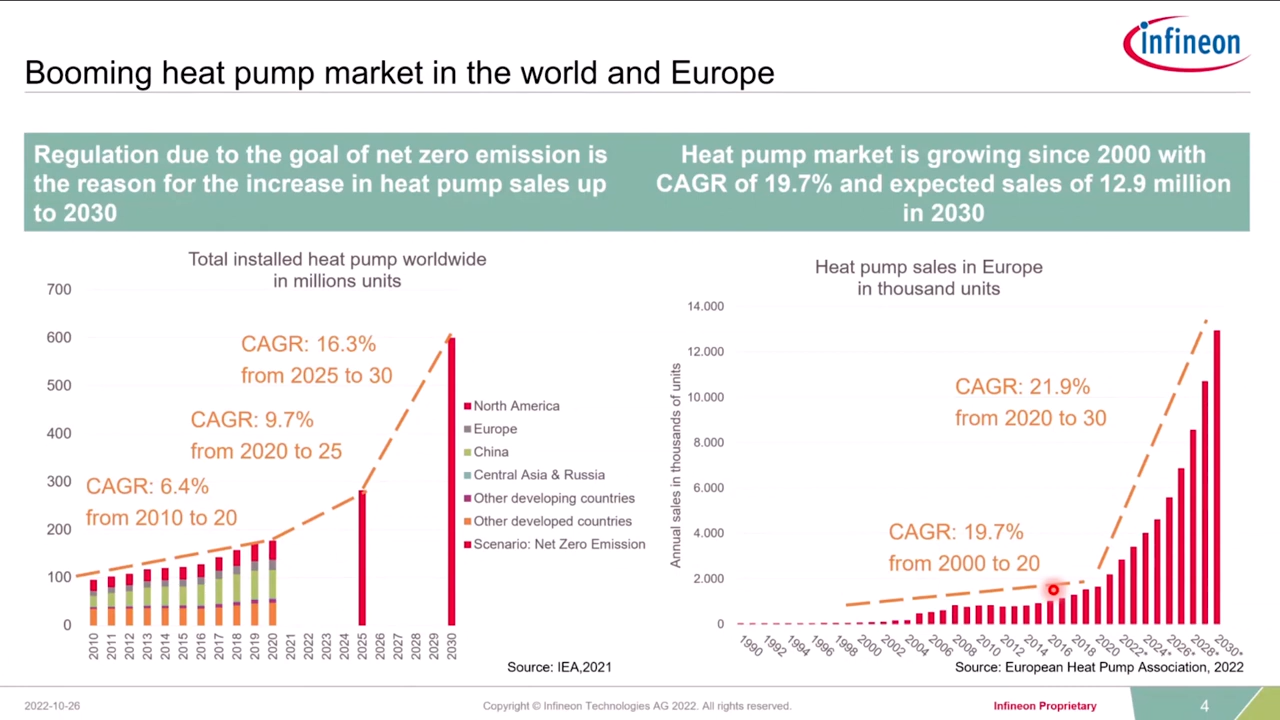 infineon
Booming heat pump market in the world and Europe
Regulation due to the goal of net zero emission is
the reason for the increase in heat pump sales up
to 2030
Heat pump market is growing since 2000 with
CAGR of 19.7% and expected sales of 12.9 million
in 2030
Total installed heat pump worldwide
in millions units
700
600
500
400
300
200
100
0
CAGR: 16.3%
from 2025 to 30
CAGR: 9.7%
from 2020 to 25
CAGR: 6.4%
from 2010 to 20
2010 2011 2012 2013 2014 2015 2016 2017 2018 2019 2020 2021 2022 2023 2024 2025 2026 2027 2028 2029 2030
North America
Europe
China
Central Asia & Russia
Other developing countries
Other developed countries
Scenario: Net Zero Emission
Source: IEA,2021
Heat pump sales in Europe
in thousand units
Annual sales in thousands of units
14.000
12.000
10.000
8.000
6.000
4.000
2.000
0
CAGR: 21.9%
from 2020 to 30
CAGR: 19.7%
from 2000 to 20
1990 1992 1994 1996 1998 2000 2002 2004 2006 2008 2010 2012 2014 2016 2018 2020 2022* 2024* 2026* 2028* 2030*
Source: European Heat Pump Association, 2022
2022-10-26
Copyright © Infineon Technologies AG 2022. All rights reserved.
Infineon Proprietary
4